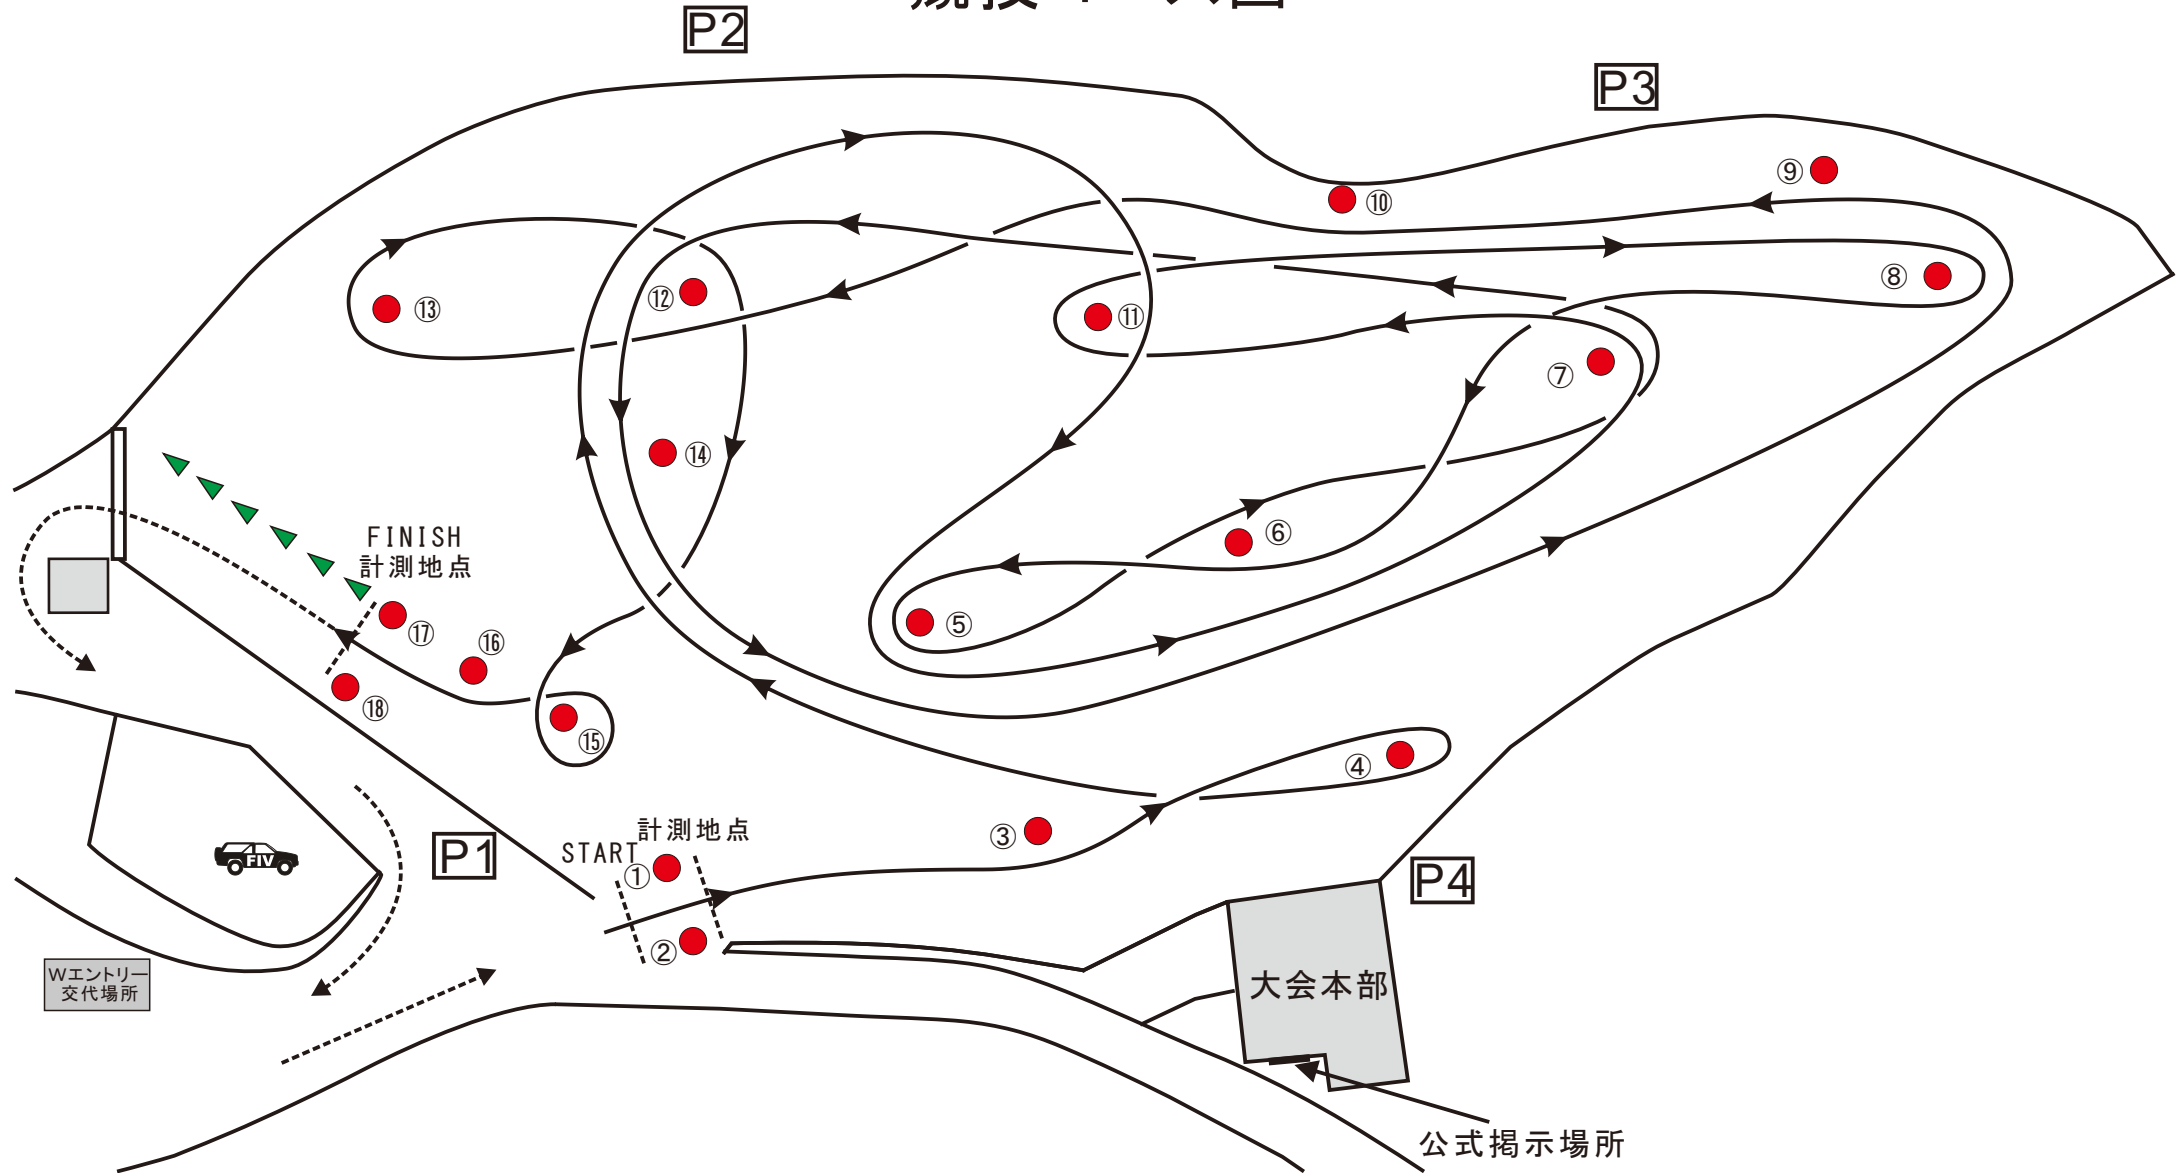 P2
P3
⑨
⑩
⑧
⑫
⑬
⑪
⑦
⑭
⑥
FINISH
計測地点
⑤
⑰
⑯
⑱
⑮
④
計測地点
START
①
③
P1
FIV
P4
②
Wエントリー
交代場所
大会本部
公式掲示場所